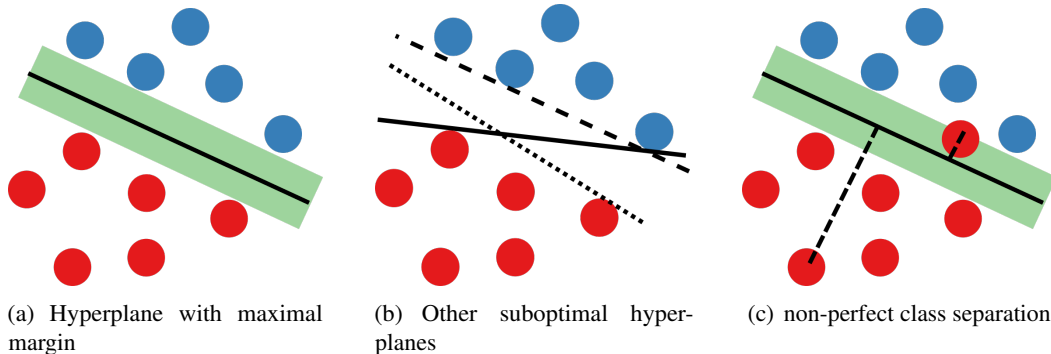 (a) Hyperplane with maximal
margin
(b) Other suboptimal hyper-
planes
(c) non-perfect class separation